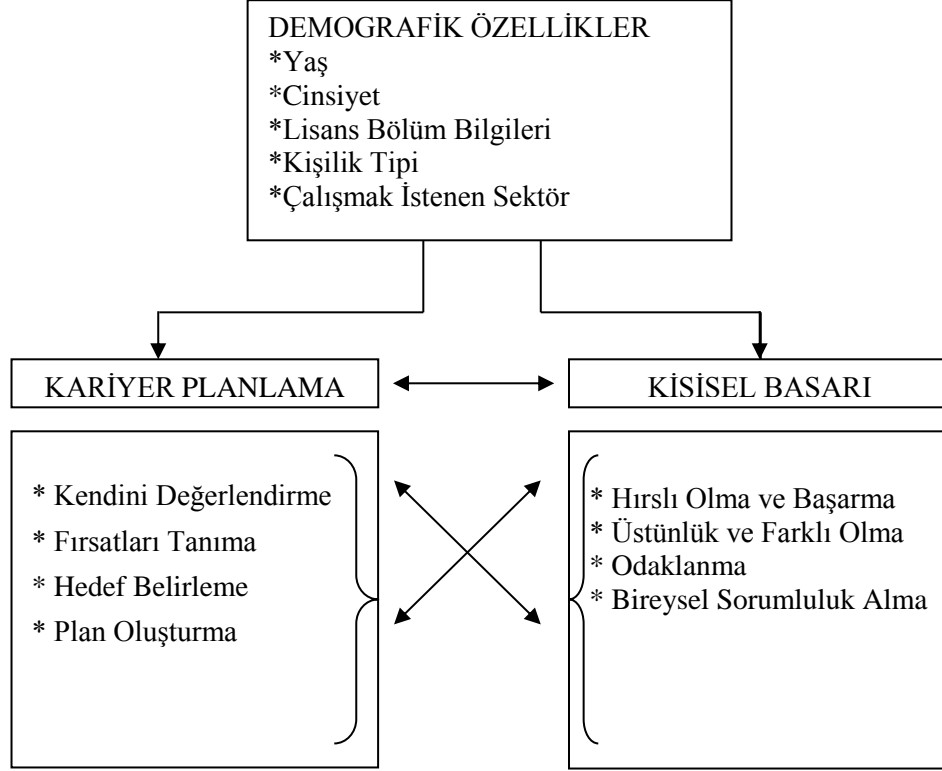 DEMOGRAFİK ÖZELLİKLER
*Yaş
*Cinsiyet
*Lisans Bölüm Bilgileri
*Kişilik Tipi
*Çalışmak İstenen Sektör
KARİYER PLANLAMA
KİSİSEL BASARI
* Kendini Değerlendirme
* Fırsatları Tanıma
* Hedef Belirleme
* Plan Oluşturma
* Hırslı Olma ve Başarma
* Üstünlük ve Farklı Olma
* Odaklanma
* Bireysel Sorumluluk Alma